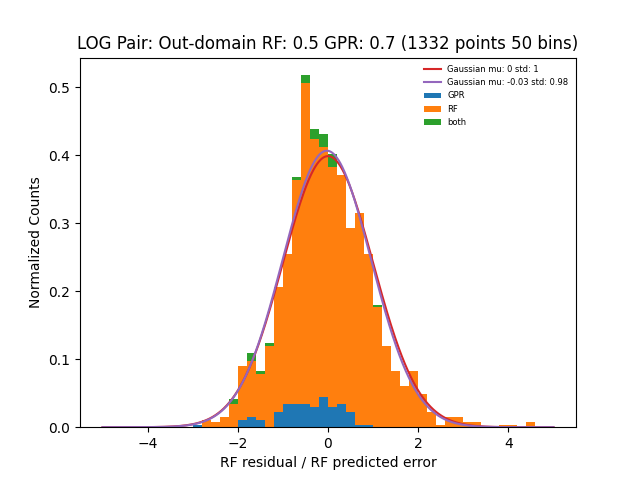 LOG Pair: Out-domain RF: 0.5 GPR: 0.7 (1332 points 50 bins)
Gaussian mu: 0 std: 1
Gaussian mu: -0.03 std: 0.98
GPR
RF
both
Normalized Counts
0.5
0.4
0.3
0.2
0.1
0.0
−4
−2
0
2
4
RF residual / RF predicted error